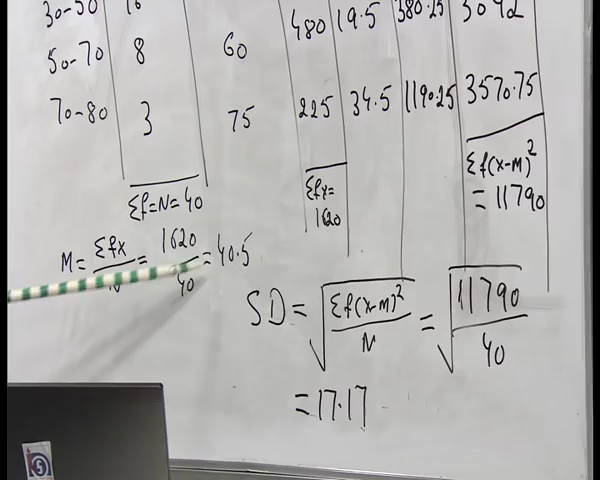 30-50 16
50-70 8 60 480 19.5 380.25 3042
70-80 3 75 225 34.5 1190.25 3570.75
Σf=N=40 Σfx= 1620 Σf(x-M)² = 11790
M = Σfx/N = 1620/40 = 40.5
SD = √(Σf(x-M)²/N) = √(11790/40)
= 17.17